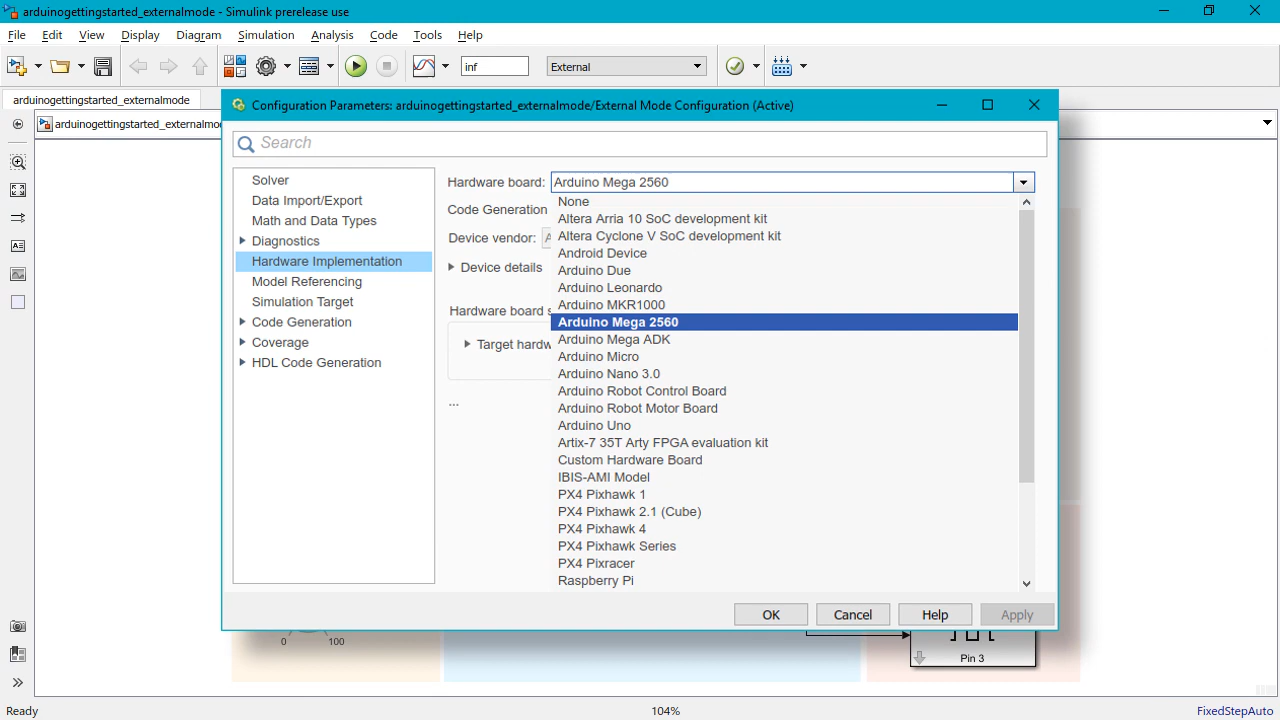 arduinogettingstarted_externalmode - Simulink prerelease use
File Edit View Display Diagram Simulation Analysis Code Tools Help
inf External
arduinogettingstarted_externalmode
arduinogettingstarted_externalmo
Configuration Parameters: arduinogettingstarted_externalmode/External Mode Configuration (Active)
Search
Solver
Data Import/Export
Math and Data Types
Diagnostics
Hardware Implementation
Model Referencing
Simulation Target
Code Generation
Coverage
HDL Code Generation
Hardware board: Arduino Mega 2560
Code Generation
Device vendor: A
Device details
Hardware board s
Target hardw
...
None
Altera Arria 10 SoC development kit
Altera Cyclone V SoC development kit
Android Device
Arduino Due
Arduino Leonardo
Arduino MKR1000
Arduino Mega 2560
Arduino Mega ADK
Arduino Micro
Arduino Nano 3.0
Arduino Robot Control Board
Arduino Robot Motor Board
Arduino Uno
Artix-7 35T Arty FPGA evaluation kit
Custom Hardware Board
IBIS-AMI Model
PX4 Pixhawk 1
PX4 Pixhawk 2.1 (Cube)
PX4 Pixhawk 4
PX4 Pixhawk Series
PX4 Pixracer
Raspberry Pi
OK Cancel Help Apply
0 100
Pin 3
Ready 104% FixedStepAuto